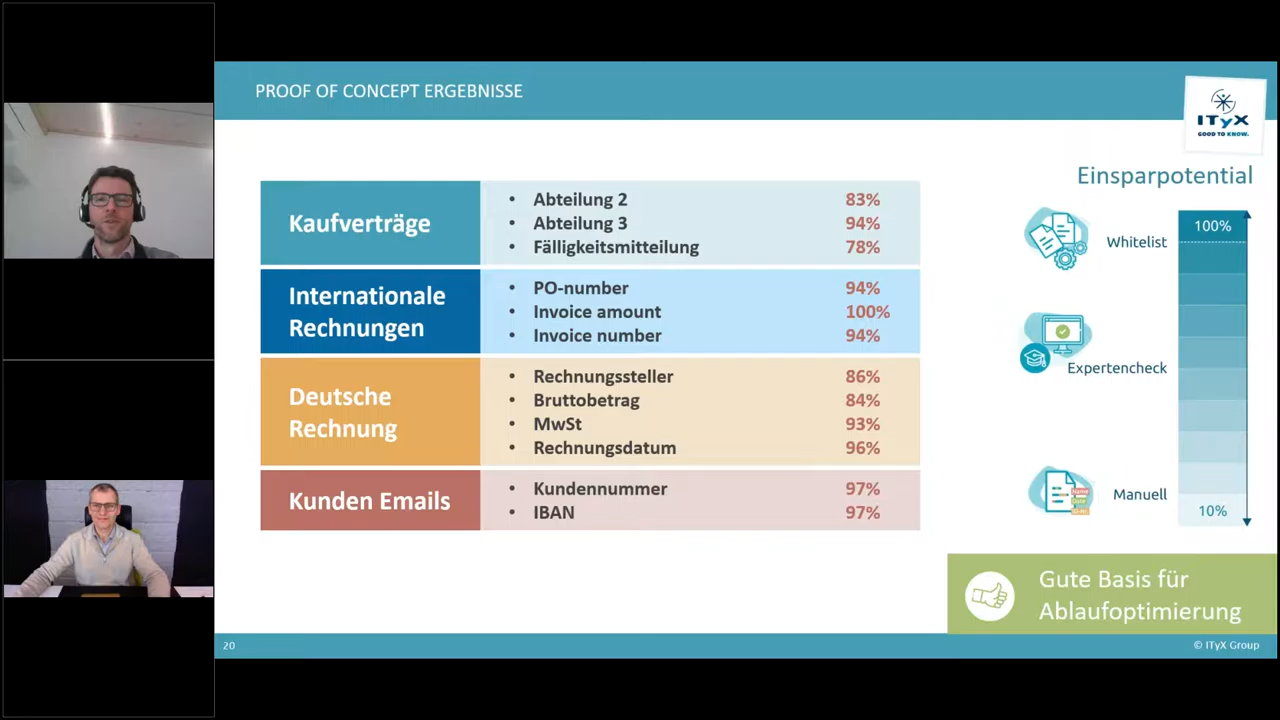 PROOF OF CONCEPT ERGEBNISSE
ITyX
GOOD TO KNOW.
Kaufverträge
• Abteilung 2 83%
• Abteilung 3 94%
• Fälligkeitsmitteilung 78%
Internationale
Rechnungen
• PO-number 94%
• Invoice amount 100%
• Invoice number 94%
Deutsche
Rechnung
• Rechnungssteller 86%
• Bruttobetrag 84%
• MwSt 93%
• Rechnungsdatum 96%
Kunden Emails
• Kundennummer 97%
• IBAN 97%
Einsparpotential
100%
Whitelist
Expertencheck
Name
Date
Manuell
10%
Gute Basis für
Ablaufoptimierung
20
© ITyX Group